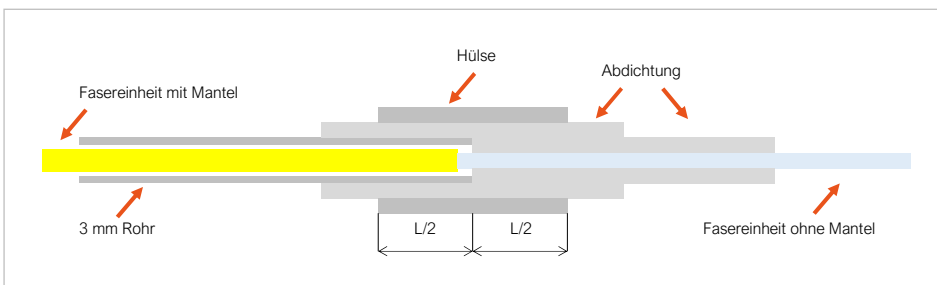 Hülse
Abdichtung
Fasereinheit mit Mantel
3 mm Rohr
L/2
L/2
Fasereinheit ohne Mantel